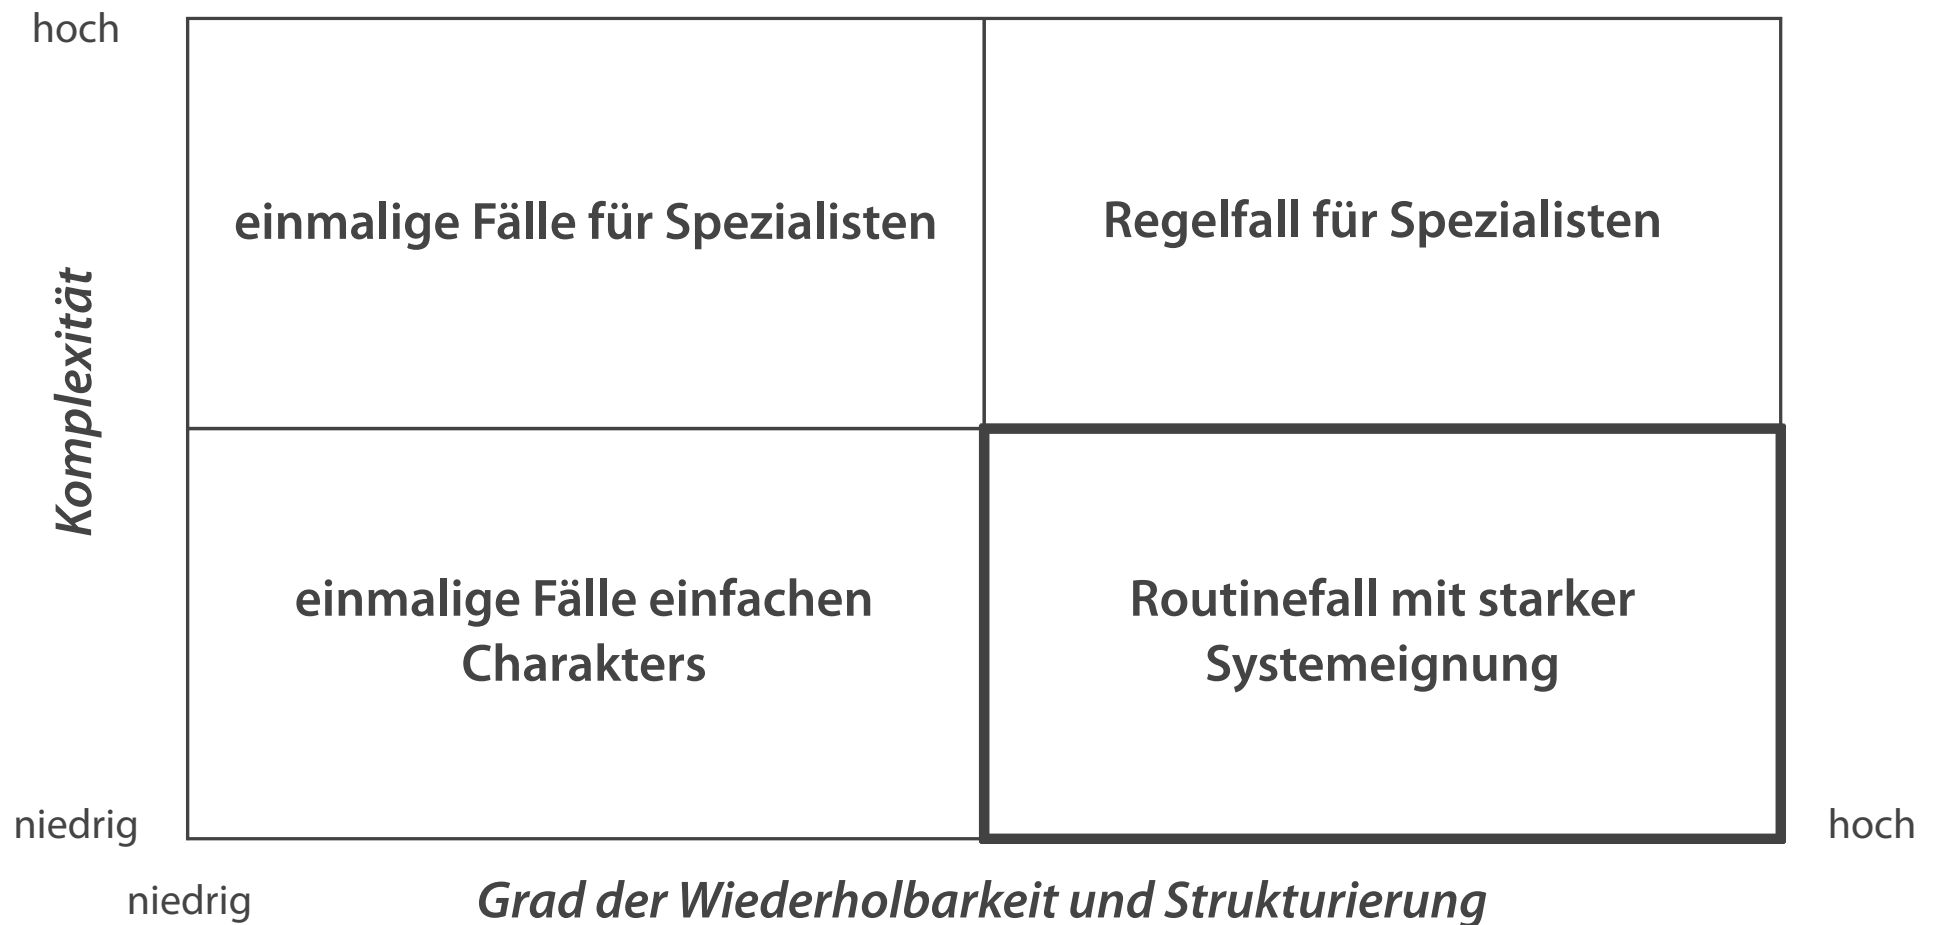 hoch
einmalige Fälle für Spezialisten
Regelfall für Spezialisten
Komplexität
einmalige Fälle einfachen
Charakters
Routinefall mit starker
Systemeignung
niedrig
hoch
niedrig
Grad der Wiederholbarkeit und Strukturierung